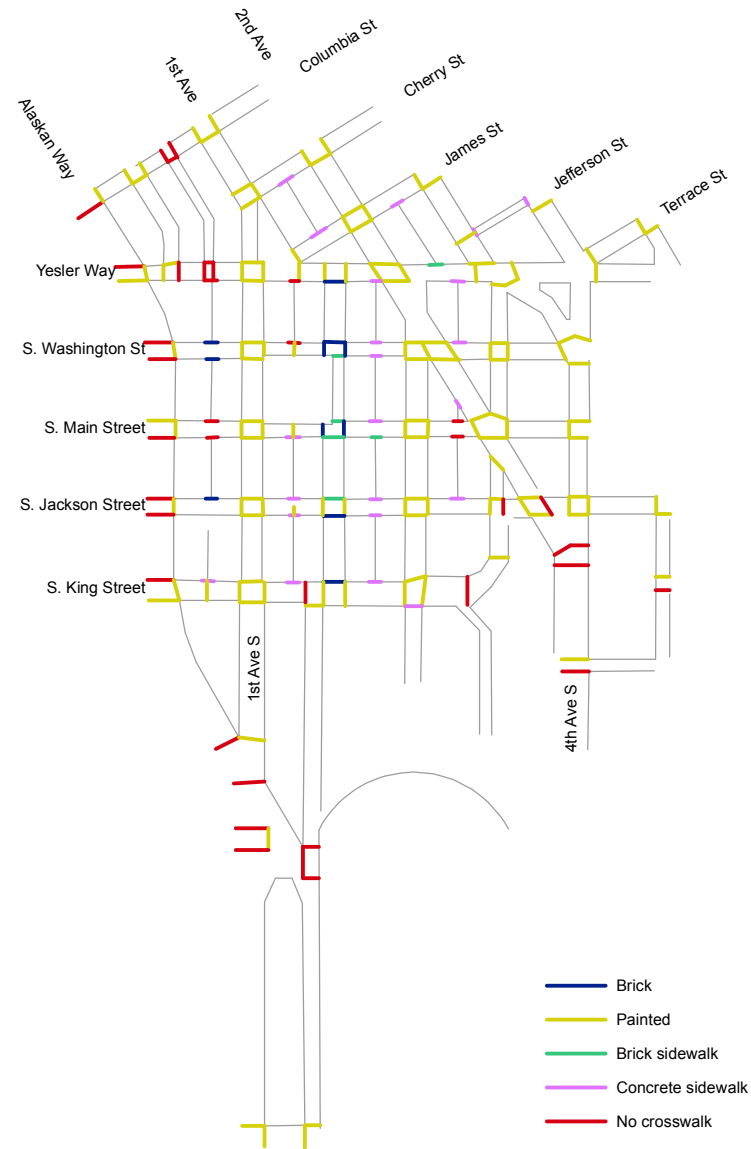 2nd Ave
Columbia St
1st Ave
Cherry St
Alaskan Way
James St
Jefferson St
Terrace St
Yesler Way
S. Washington St
S. Main Street
S. Jackson Street
S. King Street
1st Ave S
4th Ave S
Brick
Painted
Brick sidewalk
Concrete sidewalk
No crosswalk